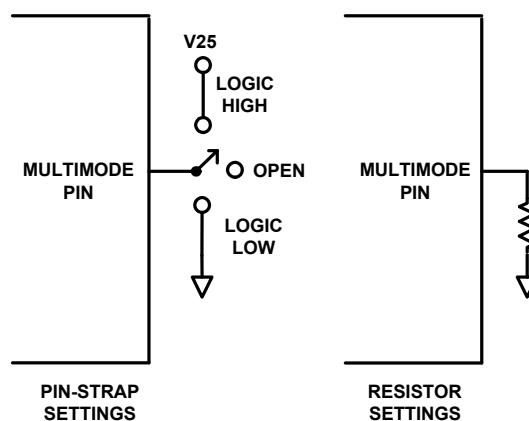 V25
LOGIC
HIGH
MULTIMODE
PIN
OPEN
LOGIC
LOW
PIN-STRAP
SETTINGS
MULTIMODE
PIN
RESISTOR
SETTINGS